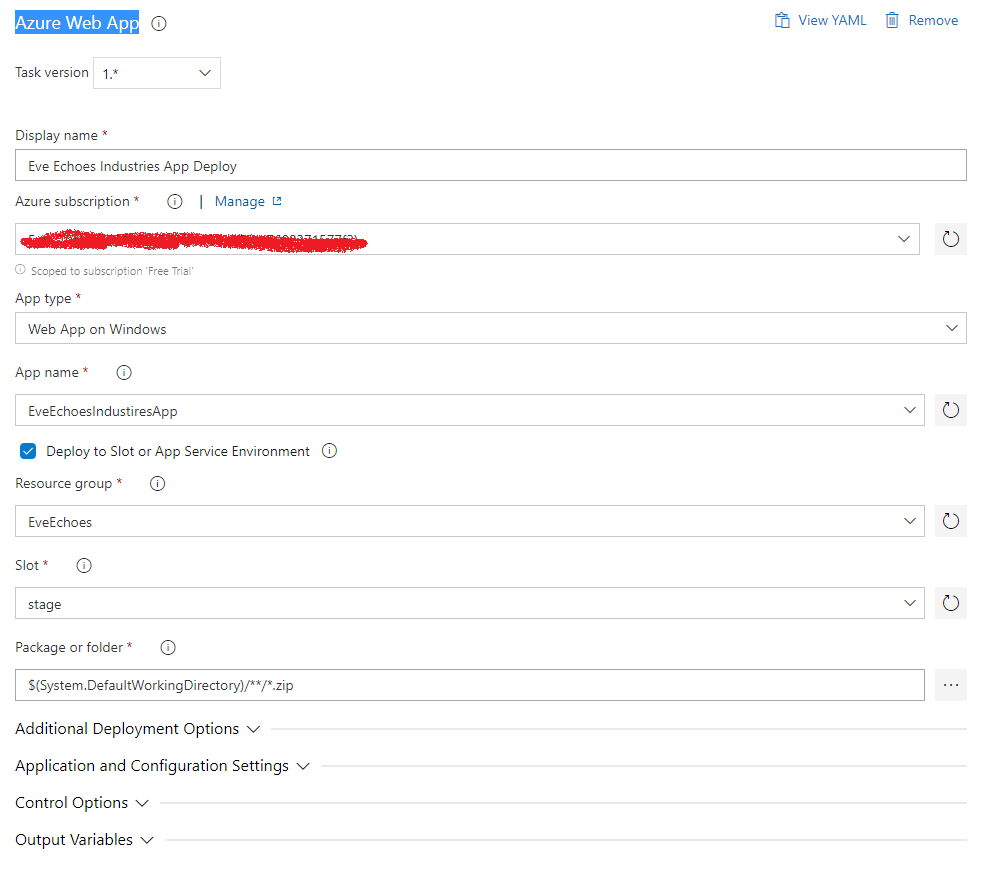 Azure Web App
View YAML
Remove
Task version 1.*
Display name *
Eve Echoes Industries App Deploy
Azure subscription * | Manage
Scoped to subscription 'Free Trial'
App type *
Web App on Windows
App name *
EveEchoesIndustiresApp
Deploy to Slot or App Service Environment
Resource group *
EveEchoes
Slot *
stage
Package or folder *
$(System.DefaultWorkingDirectory)/**/*.zip
Additional Deployment Options
Application and Configuration Settings
Control Options
Output Variables